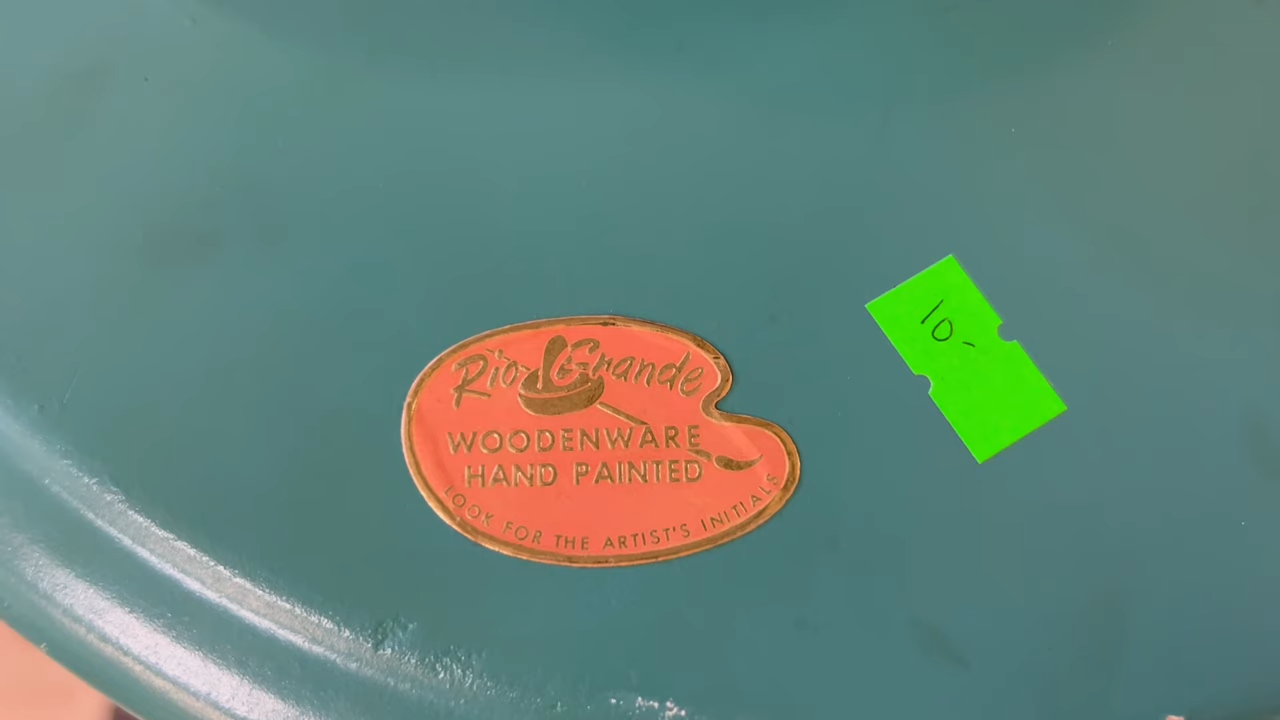 Rio Grande
WOODENWARE
HAND PAINTED
LOOK FOR THE ARTIST'S INITIALS
10-